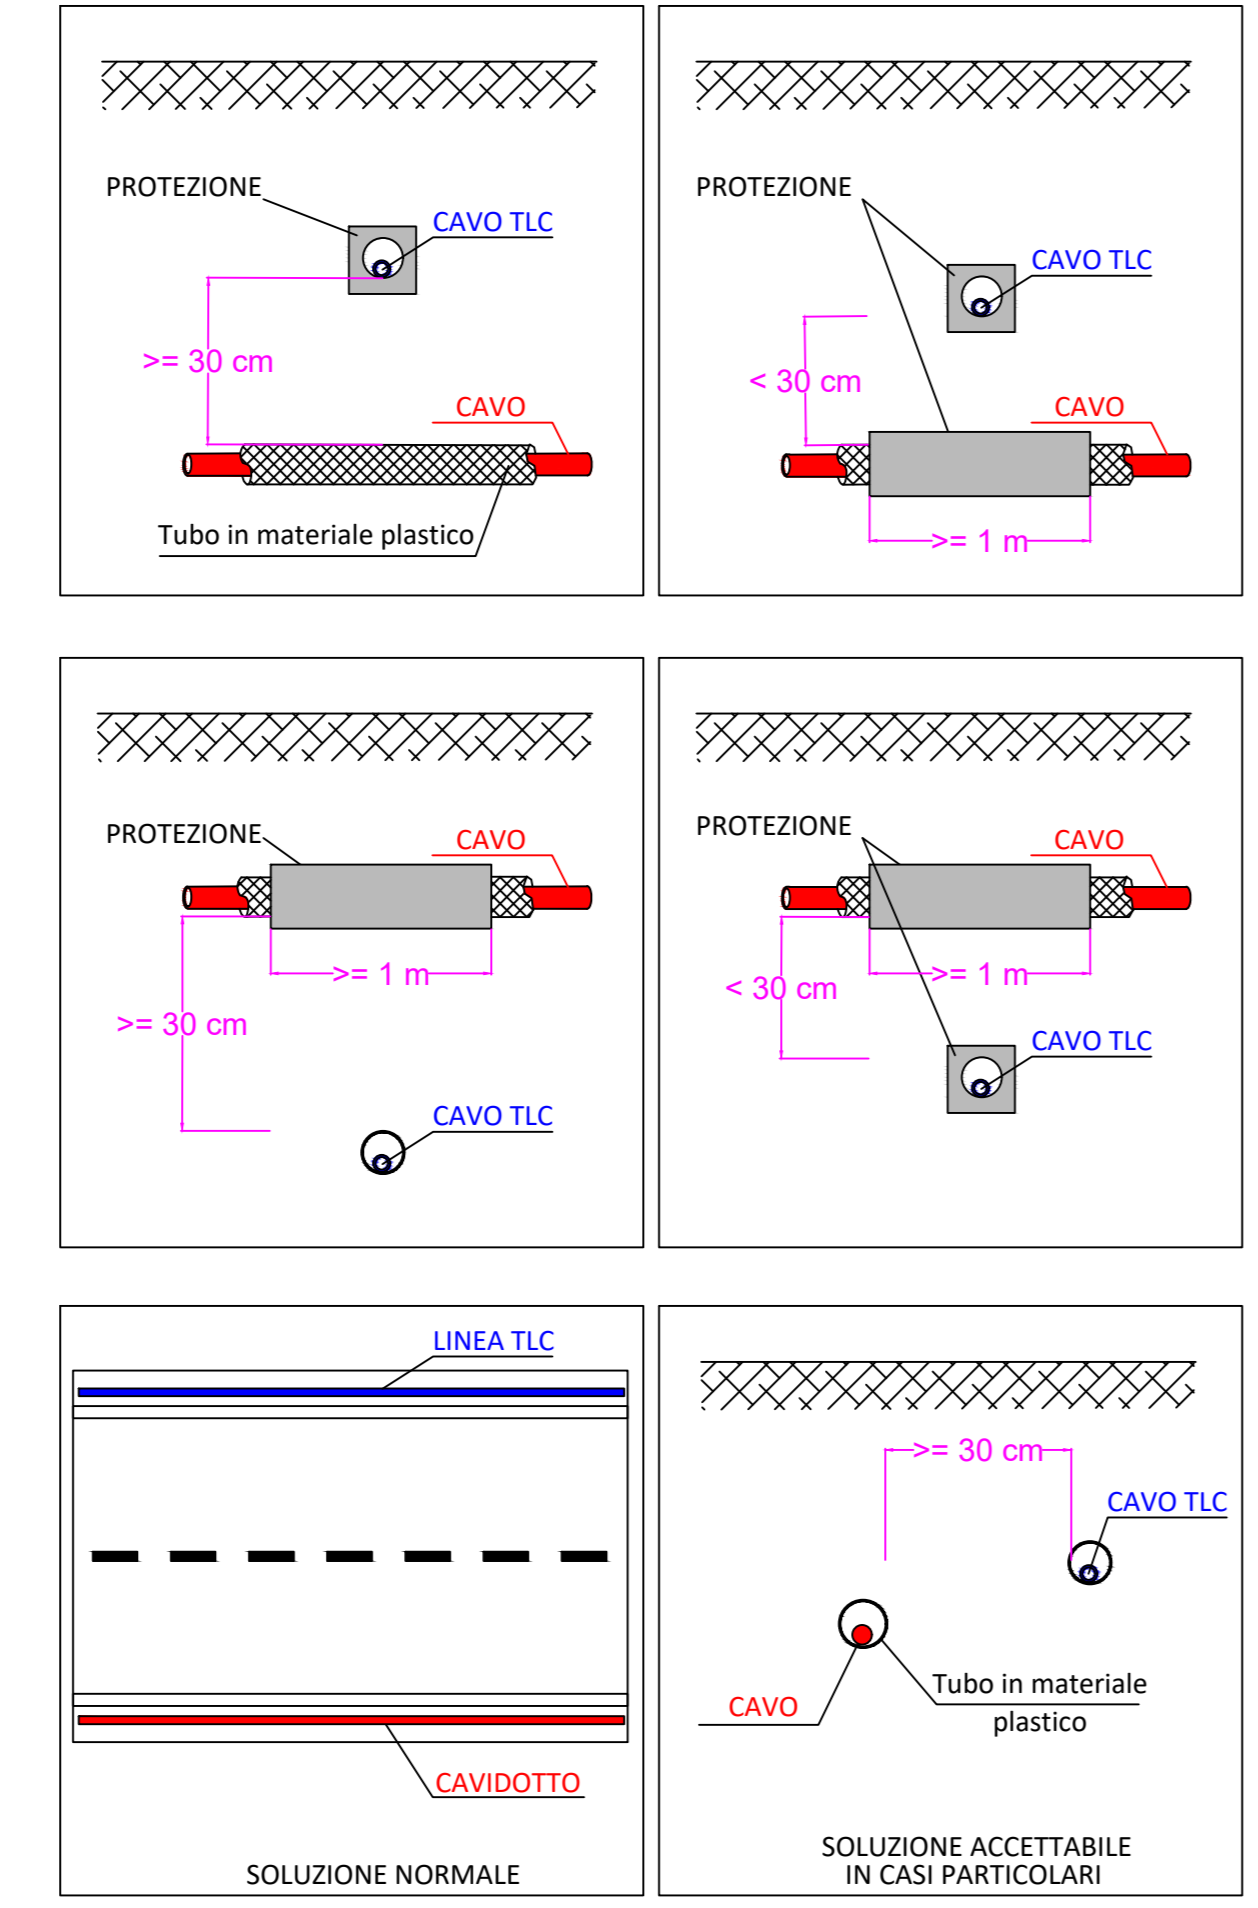 PROTEZIONE
CAVO TLC
>= 30 cm
CAVO
Tubo in materiale plastico
PROTEZIONE
CAVO TLC
< 30 cm
CAVO
>= 1 m
PROTEZIONE
CAVO
>= 1 m
>= 30 cm
CAVO TLC
PROTEZIONE
CAVO
>= 1 m
< 30 cm
CAVO TLC
LINEA TLC
CAVIDOTTO
SOLUZIONE NORMALE
>= 30 cm
CAVO TLC
Tubo in materiale
plastico
CAVO
SOLUZIONE ACCETTABILE
IN CASI PARTICOLARI